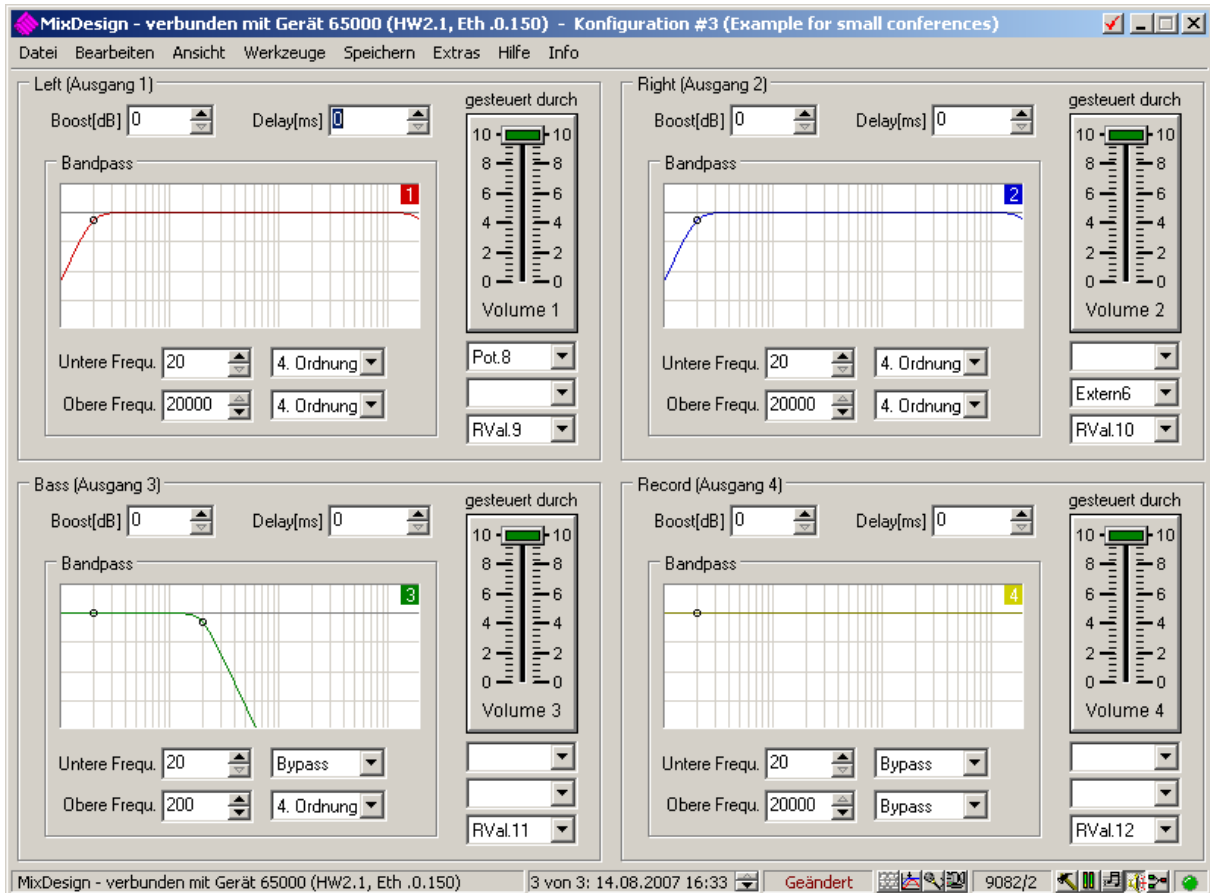 MixDesign - verbunden mit Gerät 65000 (HW2.1, Eth .0.150) - Konfiguration #3 (Example for small conferences)
Datei Bearbeiten Ansicht Werkzeuge Speichern Extras Hilfe Info
Left (Ausgang 1)
Boost[dB] 0 Delay[ms] 0
gesteuert durch
Bandpass
1
10 10
8 8
6 6
4 4
2 2
0 0
Volume 1
Untere Frequ. 20 4. Ordnung
Obere Frequ. 20000 4. Ordnung
Pot.8
RVal.9
Right (Ausgang 2)
Boost[dB] 0 Delay[ms] 0
gesteuert durch
Bandpass
2
10 10
8 8
6 6
4 4
2 2
0 0
Volume 2
Untere Frequ. 20 4. Ordnung
Obere Frequ. 20000 4. Ordnung
Extern6
RVal.10
Bass (Ausgang 3)
Boost[dB] 0 Delay[ms] 0
gesteuert durch
Bandpass
3
10 10
8 8
6 6
4 4
2 2
0 0
Volume 3
Untere Frequ. 20 Bypass
Obere Frequ. 200 4. Ordnung
RVal.11
Record (Ausgang 4)
Boost[dB] 0 Delay[ms] 0
gesteuert durch
Bandpass
4
10 10
8 8
6 6
4 4
2 2
0 0
Volume 4
Untere Frequ. 20 Bypass
Obere Frequ. 20000 Bypass
RVal.12
MixDesign - verbunden mit Gerät 65000 (HW2.1, Eth .0.150) 3 von 3: 14.08.2007 16:33 Geändert 9082/2